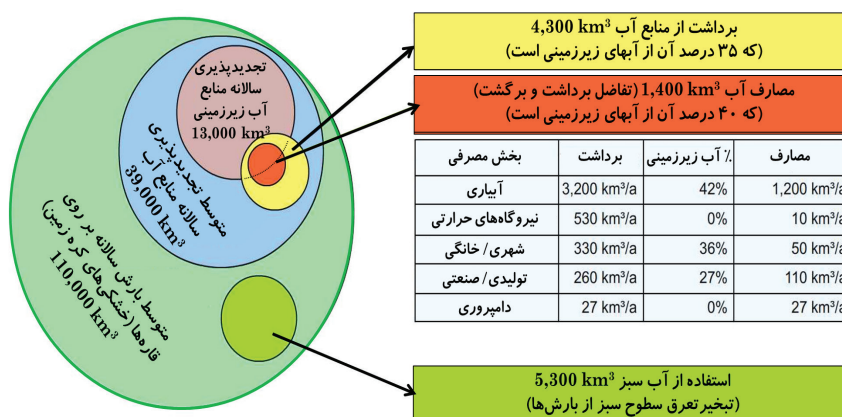 برداشت از منابع آب 4,300 km³
(که ۳۵ درصد آن از آبهای زیرزمینی است)
مصارف آب 1,400 km³ (تفاضل برداشت و برگشت)
(که ۴۰ درصد آن از آبهای زیرزمینی است)
تجدیدپذیری
سالانه منابع
آب زیرزمینی
13,000 km³
متوسط تجدیدپذیری
سالانه منابع آب
39,000 km³
متوسط بارش سالانه بر روی
قاره‌ها (خشکی‌های کره زمین)
110,000 km³
بخش مصرفی برداشت ٪ آب زیرزمینی مصارف
آبیاری 3,200 km³/a 42% 1,200 km³/a
نیروگاه‌های حرارتی 530 km³/a 0% 10 km³/a
شهری/ خانگی 330 km³/a 36% 50 km³/a
تولیدی/ صنعتی 260 km³/a 27% 110 km³/a
دامپروری 27 km³/a 0% 27 km³/a
استفاده از آب سبز 5,300 km³
(تبخیرتعرق سطوح سبز از بارش‌ها)